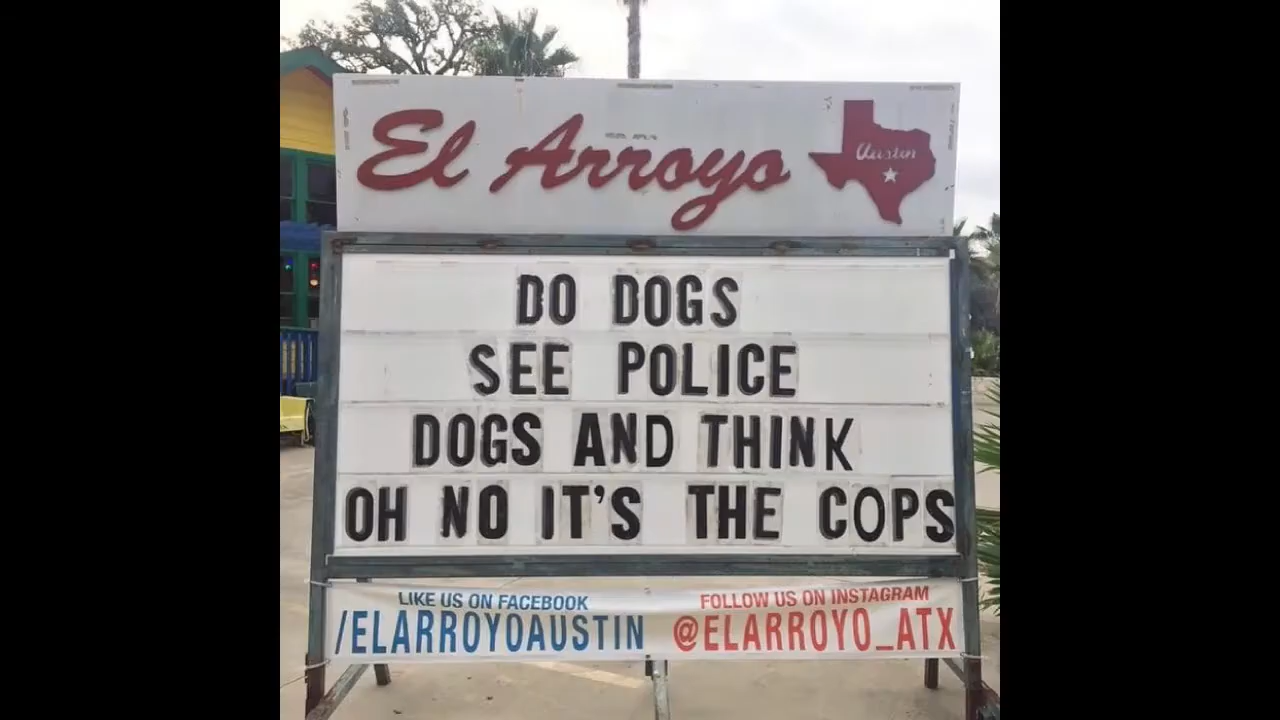 El Arroyo
Austin
DO DOGS
SEE POLICE
DOGS AND THINK
OH NO IT'S THE COPS
LIKE US ON FACEBOOK
/ELARROYOAUSTIN
FOLLOW US ON INSTAGRAM
@ELARROYO_ATX